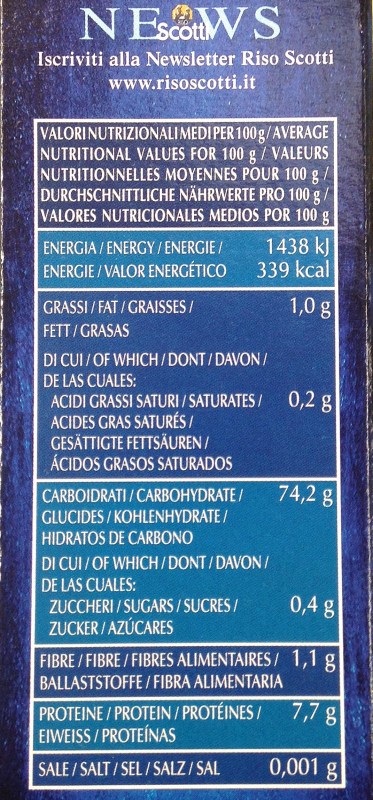 NEWS
Scotti
Iscriviti alla Newsletter Riso Scotti
www.risoscotti.it
VALORI NUTRIZIONALI MEDI PER 100 g / AVERAGE
NUTRITIONAL VALUES FOR 100 g / VALEURS
NUTRITIONNELLES MOYENNES POUR 100 g /
DURCHSCHNITTLICHE NÄHRWERTE PRO 100 g /
VALORES NUTRICIONALES MEDIOS POR 100 g
ENERGIA / ENERGY / ENERGIE / 1438 kJ
ENERGIE / VALOR ENERGÉTICO 339 kcal
GRASSI / FAT / GRAISSES / 1,0 g
FETT / GRASAS
DI CUI / OF WHICH / DONT / DAVON /
DE LAS CUALES:
ACIDI GRASSI SATURI / SATURATES / 0,2 g
ACIDES GRAS SATURÉS /
GESÄTTIGTE FETTSÄUREN /
ÁCIDOS GRASOS SATURADOS
CARBOIDRATI / CARBOHYDRATE / 74,2 g
GLUCIDES / KOHLENHYDRATE /
HIDRATOS DE CARBONO
DI CUI / OF WHICH / DONT / DAVON /
DE LAS CUALES:
ZUCCHERI / SUGARS / SUCRES / 0,4 g
ZUCKER / AZÚCARES
FIBRE / FIBRE / FIBRES ALIMENTAIRES / 1,1 g
BALLASTSTOFFE / FIBRA ALIMENTARIA
PROTEINE / PROTEIN / PROTÉINES / 7,7 g
EIWEISS / PROTEÍNAS
SALE / SALT / SEL / SALZ / SAL 0,001 g